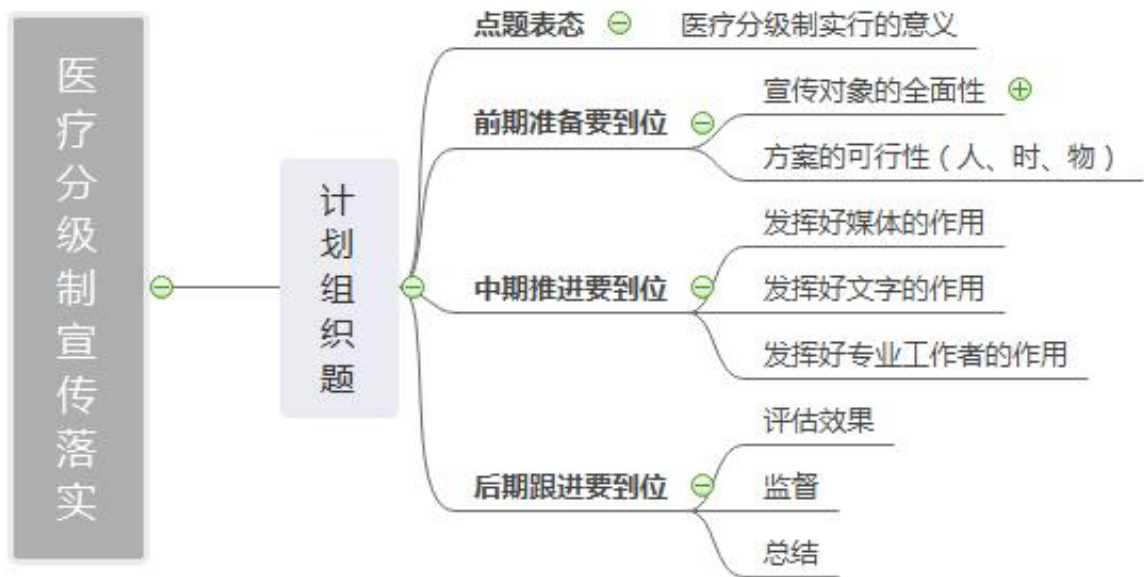 医疗分级制宣传落实
计划组织题
点题表态
医疗分级制实行的意义
前期准备要到位
宣传对象的全面性
方案的可行性（人、时、物）
中期推进要到位
发挥好媒体的作用
发挥好文字的作用
发挥好专业工作者的作用
后期跟进要到位
评估效果
监督
总结